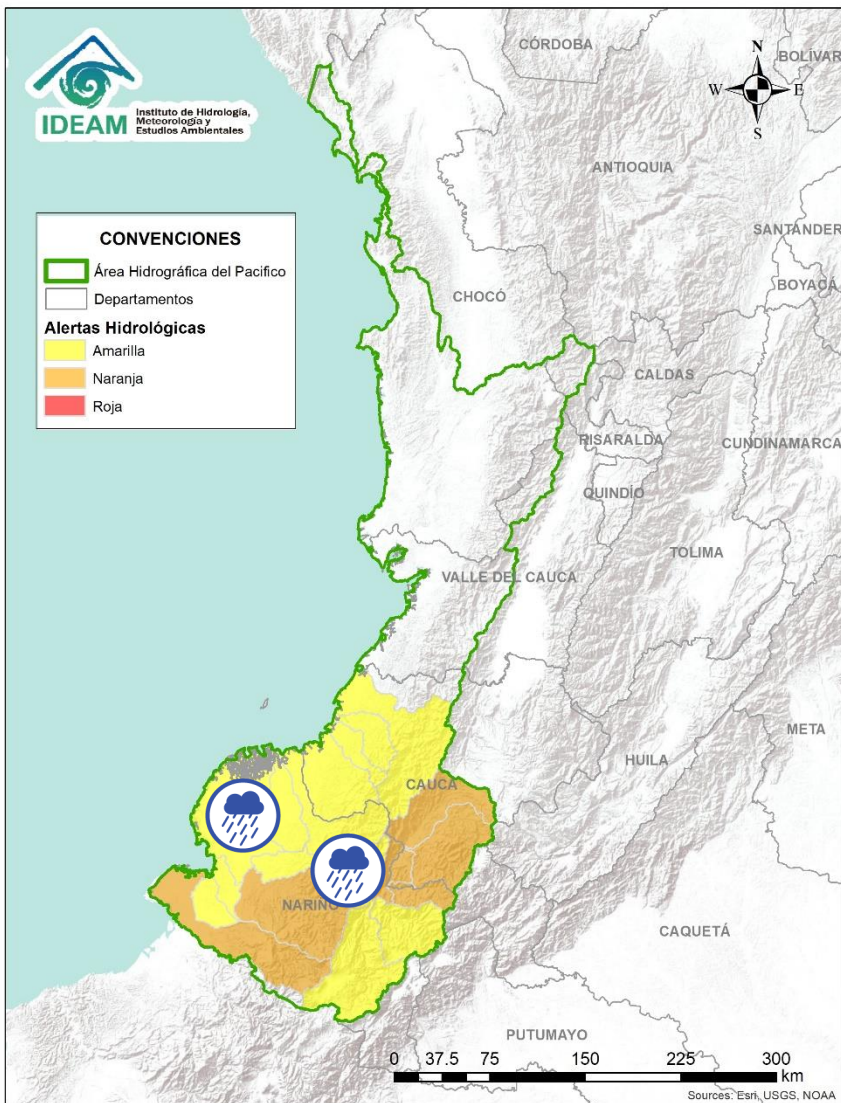 IDEAM
Instituto de Hidrología,
Meteorología y
Estudios Ambientales
CÓRDOBA
BOLÍVAR
N
W
E
S
ANTIOQUIA
SANTANDER
BOYACÁ
CONVENCIONES
Área Hidrográfica del Pacifico
Departamentos
Alertas Hidrológicas
Amarilla
Naranja
Roja
CHOCÓ
CALDAS
RISARALDA
CUNDINAMARCA
QUINDÍO
TOLIMA
VALLE DEL CAUCA
META
HUILA
CAUCA
NARIÑO
CAQUETÁ
PUTUMAYO
0 37.5 75 150 225 300
km
Sources: Esri, USGS, NOAA